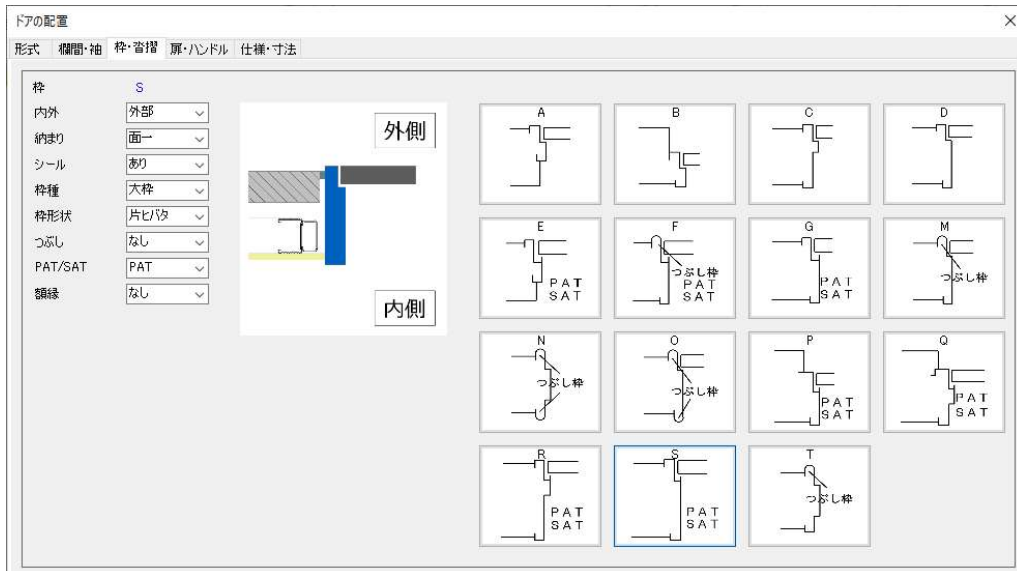 ドアの配置
形式 欄間・袖 枠・沓摺 扉・ハンドル 仕様・寸法
枠 S
内外 外部
納まり 面一
シール あり
枠種 大枠
枠形状 片ヒバタ
つぶし なし
PAT/SAT PAT
額縁 なし
外側
内側
A B C D
E F G M
PAT
SAT
つぶし枠
PAT
SAT
PAT
SAT
つぶし枠
N O P Q
つぶし枠
つぶし枠
PAT
SAT
PAT
SAT
R S T
PAT
SAT
PAT
SAT
つぶし枠